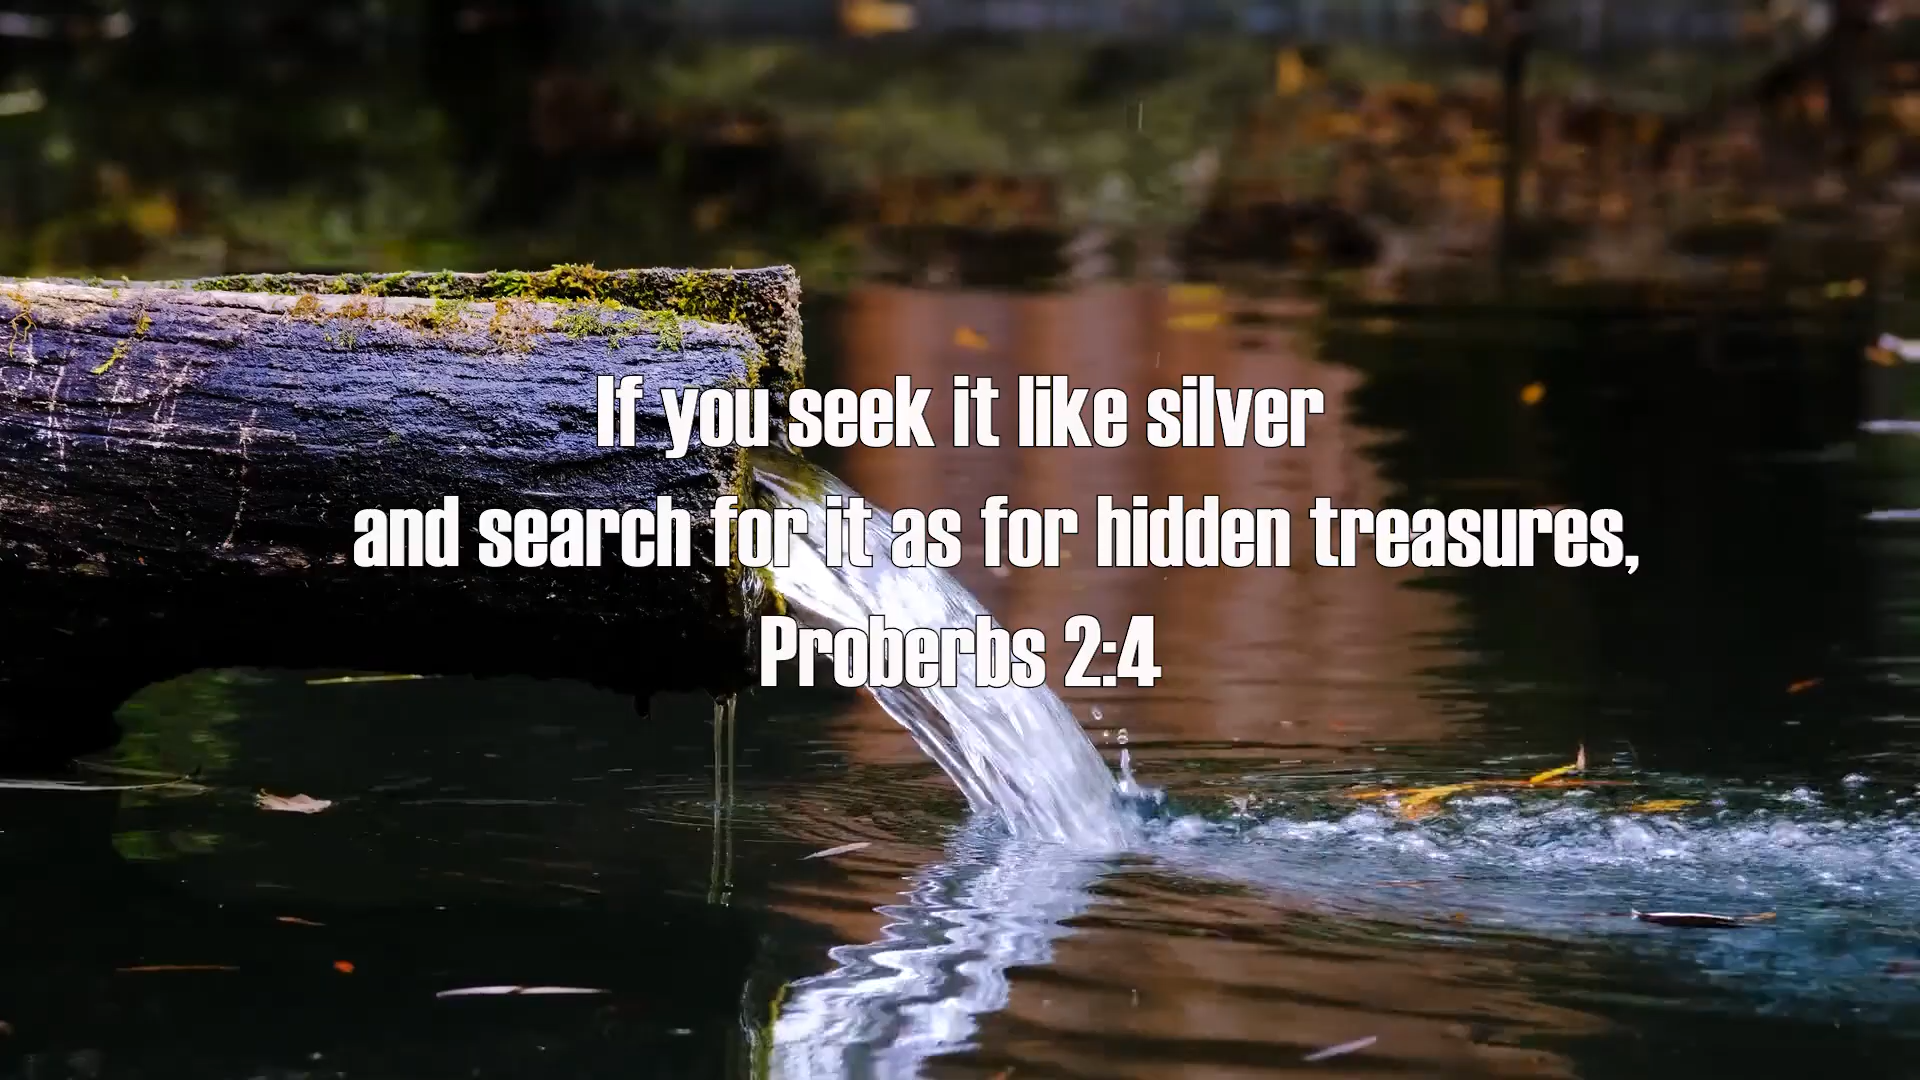 If you seek it like silver
and search for it as for hidden treasures,
Proberbs 2:4